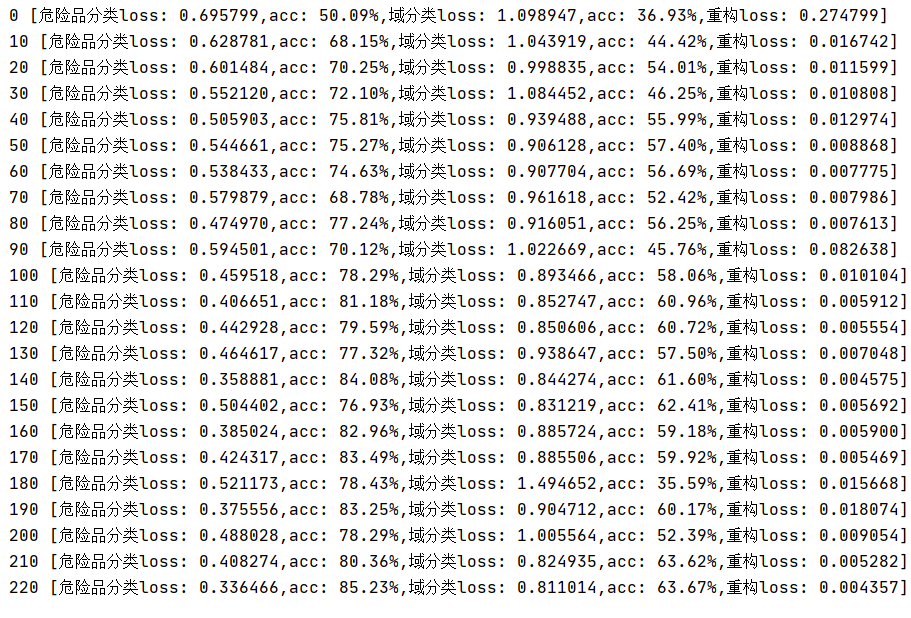 0 [危险品分类loss: 0.695799,acc: 50.09%,域分类loss: 1.098947,acc: 36.93%,重构loss: 0.274799]
10 [危险品分类loss: 0.628781,acc: 68.15%,域分类loss: 1.043919,acc: 44.42%,重构loss: 0.016742]
20 [危险品分类loss: 0.601484,acc: 70.25%,域分类loss: 0.998835,acc: 54.01%,重构loss: 0.011599]
30 [危险品分类loss: 0.552120,acc: 72.10%,域分类loss: 1.084452,acc: 46.25%,重构loss: 0.010808]
40 [危险品分类loss: 0.505903,acc: 75.81%,域分类loss: 0.939488,acc: 55.99%,重构loss: 0.012974]
50 [危险品分类loss: 0.544661,acc: 75.27%,域分类loss: 0.906128,acc: 57.40%,重构loss: 0.008868]
60 [危险品分类loss: 0.538433,acc: 74.63%,域分类loss: 0.907704,acc: 56.69%,重构loss: 0.007775]
70 [危险品分类loss: 0.579879,acc: 68.78%,域分类loss: 0.961618,acc: 52.42%,重构loss: 0.007986]
80 [危险品分类loss: 0.474970,acc: 77.24%,域分类loss: 0.916051,acc: 56.25%,重构loss: 0.007613]
90 [危险品分类loss: 0.594501,acc: 70.12%,域分类loss: 1.022669,acc: 45.76%,重构loss: 0.082638]
100 [危险品分类loss: 0.459518,acc: 78.29%,域分类loss: 0.893466,acc: 58.06%,重构loss: 0.010104]
110 [危险品分类loss: 0.406651,acc: 81.18%,域分类loss: 0.852747,acc: 60.96%,重构loss: 0.005912]
120 [危险品分类loss: 0.442928,acc: 79.59%,域分类loss: 0.850606,acc: 60.72%,重构loss: 0.005554]
130 [危险品分类loss: 0.464617,acc: 77.32%,域分类loss: 0.938647,acc: 57.50%,重构loss: 0.007048]
140 [危险品分类loss: 0.358881,acc: 84.08%,域分类loss: 0.844274,acc: 61.60%,重构loss: 0.004575]
150 [危险品分类loss: 0.504402,acc: 76.93%,域分类loss: 0.831219,acc: 62.41%,重构loss: 0.005692]
160 [危险品分类loss: 0.385024,acc: 82.96%,域分类loss: 0.885724,acc: 59.18%,重构loss: 0.005900]
170 [危险品分类loss: 0.424317,acc: 83.49%,域分类loss: 0.885506,acc: 59.92%,重构loss: 0.005469]
180 [危险品分类loss: 0.521173,acc: 78.43%,域分类loss: 1.494652,acc: 35.59%,重构loss: 0.015668]
190 [危险品分类loss: 0.375556,acc: 83.25%,域分类loss: 0.904712,acc: 60.17%,重构loss: 0.018074]
200 [危险品分类loss: 0.488028,acc: 78.29%,域分类loss: 1.005564,acc: 52.39%,重构loss: 0.009054]
210 [危险品分类loss: 0.408274,acc: 80.36%,域分类loss: 0.824935,acc: 63.62%,重构loss: 0.005282]
220 [危险品分类loss: 0.336466,acc: 85.23%,域分类loss: 0.811014,acc: 63.67%,重构loss: 0.004357]